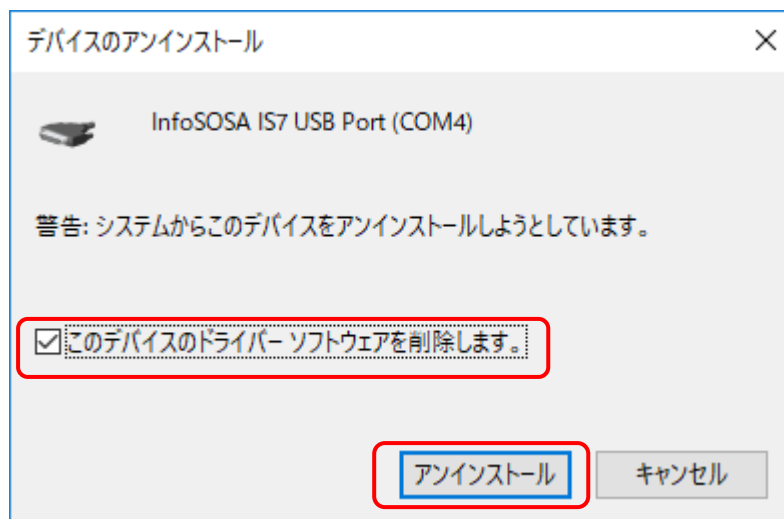 デバイスのアンインストール
InfoSOSA IS7 USB Port (COM4)
警告: システムからこのデバイスをアンインストールしようとしています。
このデバイスのドライバー ソフトウェアを削除します。
アンインストール キャンセル